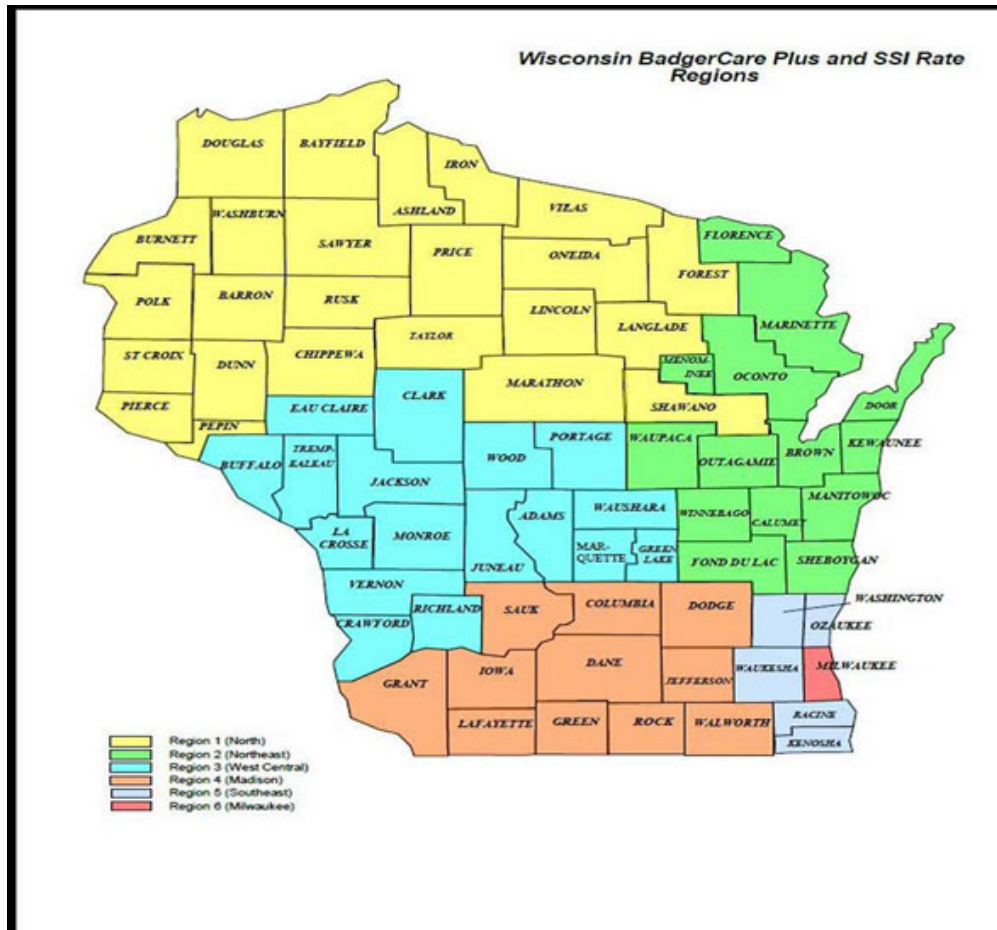 Wisconsin BadgerCare Plus and SSI Rate
Regions
DOUGLAS
BAYFIELD
IRON
ASHLAND
VILAS
WASHBURN
BURNETT
SAWYER
PRICE
ONEIDA
FLORENCE
FOREST
POLK
BARRON
RUSK
LINCOLN
MARINETTE
TAYLOR
LANGLADE
ST CROIX
DUNN
CHIPPEWA
MENOM-
INEE
OCONTO
MARATHON
CLARK
PIERCE
EAU CLAIRE
SHAWANO
DOOR
PEPIN
PORTAGE
WAUPACA
KEWAUNEE
BUFFALO
TREMP-
EALEAU
WOOD
OUTAGAMIE
BROWN
JACKSON
MANITOWOC
WAUSHARA
ADAMS
WINNEBAGO
CALUMET
LA
CROSSE
MONROE
MAR-
QUETTE
GREEN
LAKE
JUNEAU
FOND DU LAC
SHEBOYGAN
VERNON
WASHINGTON
RICHLAND
SAUK
COLUMBIA
DODGE
CRAWFORD
OZAUKEE
DANE
IOWA
WAUKESHA
MILWAUKEE
GRANT
JEFFERSON
LAFAYETTE
GREEN
ROCK
WALWORTH
RACINE
KENOSHA
Region 1 (North)
Region 2 (Northeast)
Region 3 (West Central)
Region 4 (Madison)
Region 5 (Southeast)
Region 6 (Milwaukee)